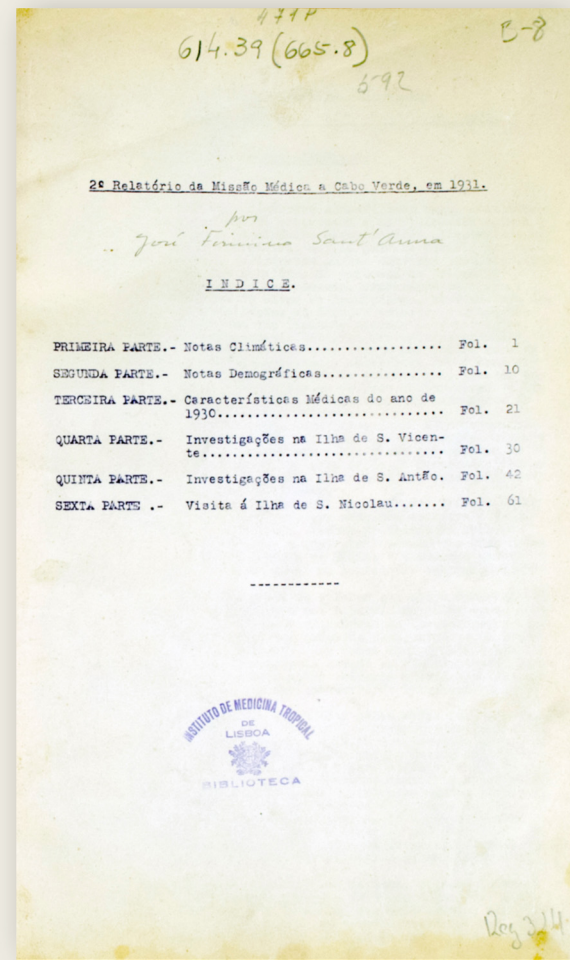 471P
614.39(665.8)
B-8
592
2º Relatório da Missão Médica a Cabo Verde, em 1931.
por
José Firmino Sant'Anna
I N D I C E.
PRIMEIRA PARTE.- Notas Climáticas.................. Fol. 1
SEGUNDA PARTE.- Notas Demográficas................ Fol. 10
TERCEIRA PARTE.- Características Médicas do ano de
1930............................. Fol. 21
QUARTA PARTE.- Investigações na Ilha de S. Vicen-
te............................... Fol. 30
QUINTA PARTE.- Investigações na Ilha de S. Antão. Fol. 42
SEXTA PARTE .- Visita á Ilha de S. Nicolau....... Fol. 61
------------
INSTITUTO DE MEDICINA TROPICAL
DE
LISBOA
BIBLIOTECA